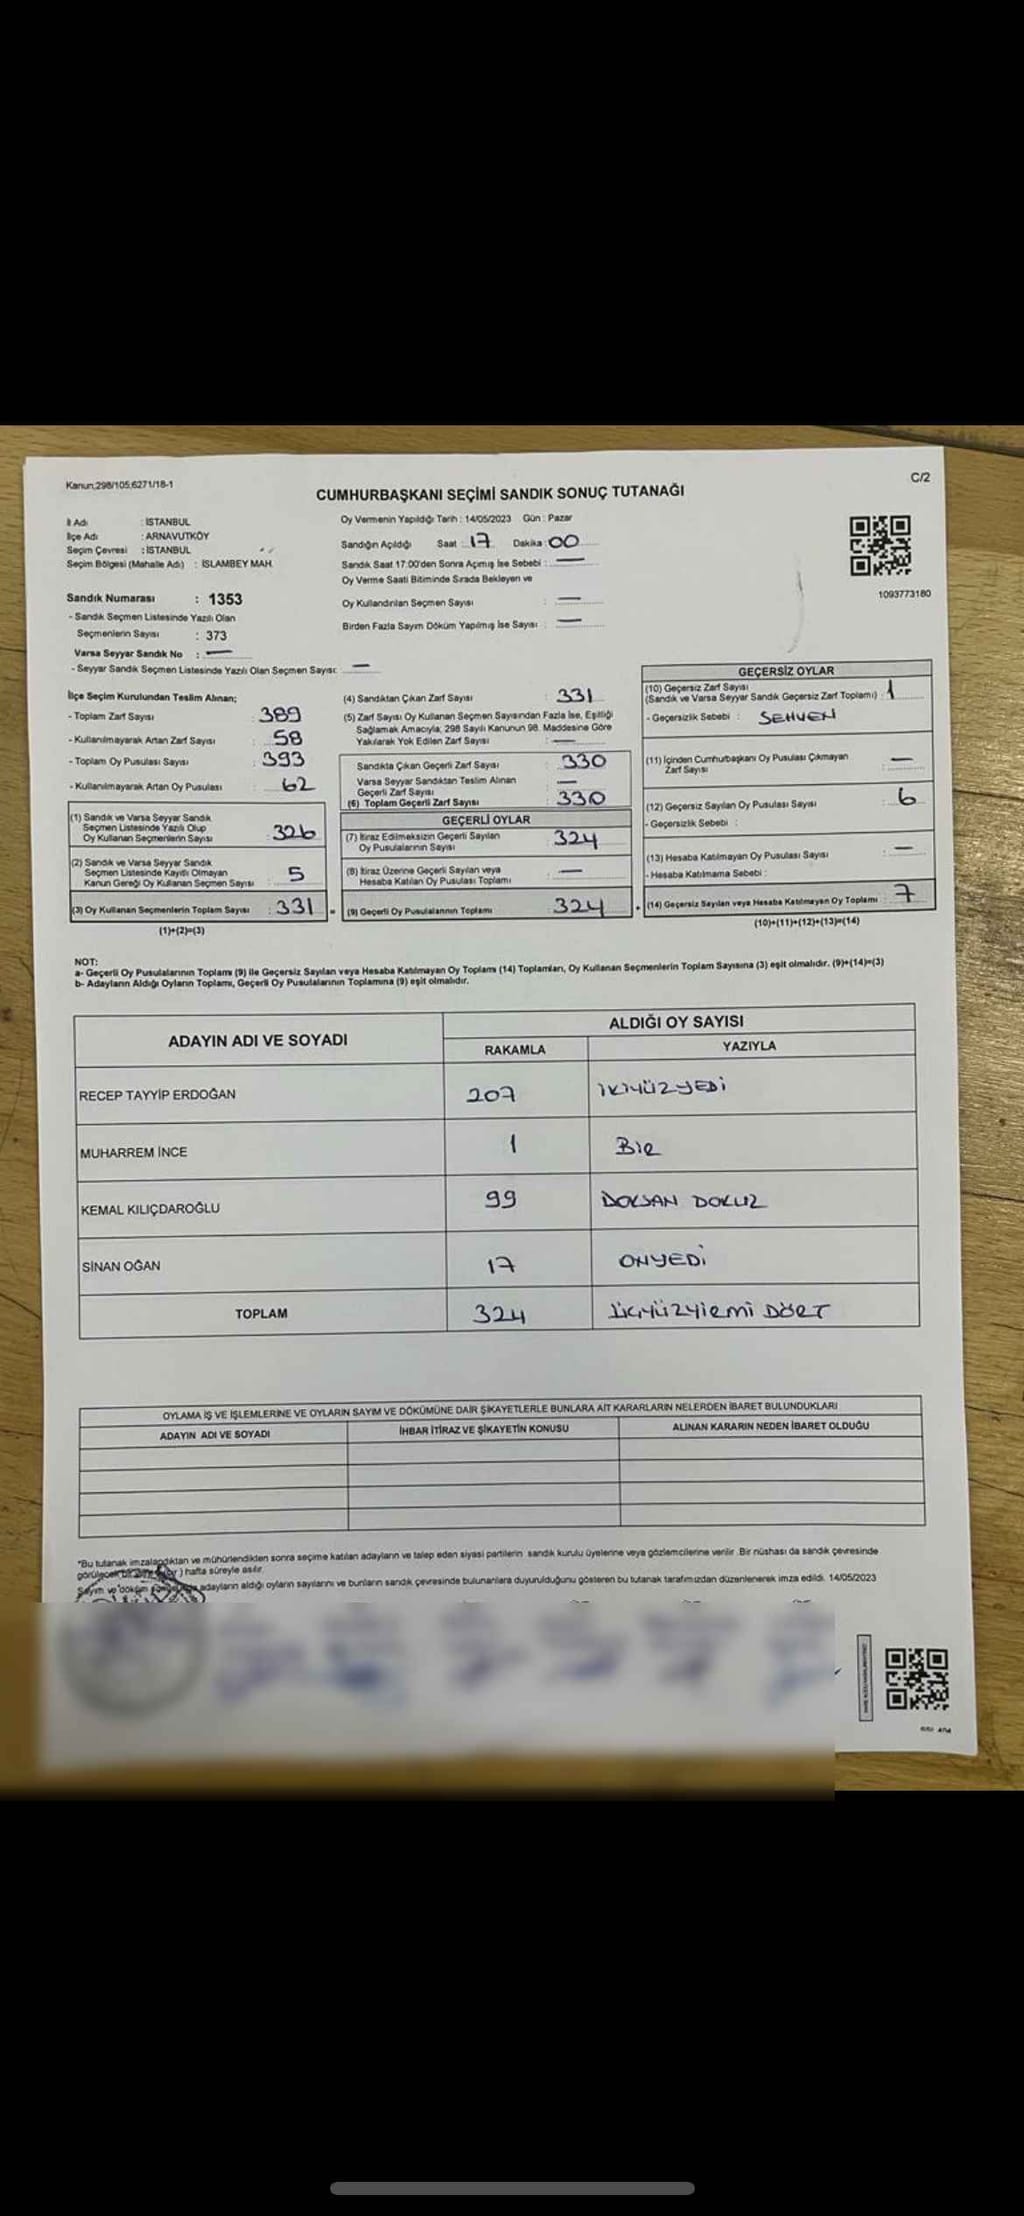 Kanun;298/105;6271/18-1
C/2
CUMHURBAŞKANI SEÇİMİ SANDIK SONUÇ TUTANAĞI
İl Adı : İSTANBUL
İlçe Adı : ARNAVUTKÖY
Seçim Çevresi : İSTANBUL
Seçim Bölgesi (Mahalle Adı) : İSLAMBEY MAH.
Sandık Numarası : 1353
- Sandık Seçmen Listesinde Yazılı Olan
Seçmenlerin Sayısı : 373
Varsa Seyyar Sandık No : —
- Seyyar Sandık Seçmen Listesinde Yazılı Olan Seçmen Sayısı: —
Oy Vermenin Yapıldığı Tarih : 14/05/2023 Gün : Pazar
Sandığın Açıldığı Saat : 17 Dakika : 00
Sandık Saat 17:00'den Sonra Açımış İse Sebebi : —
Oy Verme Saati Bitiminde Sırada Bekleyen ve
Oy Kullandırılan Seçmen Sayısı : —
Birden Fazla Sayım Döküm Yapılmış İse Sayısı : —
1093773180
İlçe Seçim Kurulundan Teslim Alınan;
- Toplam Zarf Sayısı : 389
- Kullanılmayarak Artan Zarf Sayısı : 58
- Toplam Oy Pusulası Sayısı : 393
- Kullanılmayarak Artan Oy Pusulası : 62
(1) Sandık ve Varsa Seyyar Sandık
Seçmen Listesinde Yazılı Olup
Oy Kullanan Seçmenlerin Sayısı : 326
(2) Sandık ve Varsa Seyyar Sandık
Seçmen Listesinde Kayıtlı Olmayan
Kanun Gereği Oy Kullanan Seçmen Sayısı : 5
(3) Oy Kullanan Seçmenlerin Toplam Sayısı : 331 =
(1)+(2)=(3)
(4) Sandıktan Çıkan Zarf Sayısı : 331
(5) Zarf Sayısı Oy Kullanan Seçmen Sayısından Fazla İse, Eşitliği
Sağlamak Amacıyla; 298 Sayılı Kanunun 98. Maddesine Göre
Yakılarak Yok Edilen Zarf Sayısı : —
Sandıkta Çıkan Geçerli Zarf Sayısı : 330
Varsa Seyyar Sandıktan Teslim Alınan
Geçerli Zarf Sayısı : —
(6) Toplam Geçerli Zarf Sayısı : 330
GEÇERLİ OYLAR
(7) İtiraz Edilmeksizin Geçerli Sayılan
Oy Pusulalarının Sayısı : 324
(8) İtiraz Üzerine Geçerli Sayılan veya
Hesaba Katılan Oy Pusulası Toplamı : —
(9) Geçerli Oy Pusulalarının Toplamı : 324 +
GEÇERSİZ OYLAR
(10) Geçersiz Zarf Sayısı
(Sandık ve Varsa Seyyar Sandık Geçersiz Zarf Toplamı) : 1
- Geçersizlik Sebebi : SEHVEN
(11) İçinden Cumhurbaşkanı Oy Pusulası Çıkmayan
Zarf Sayısı : —
(12) Geçersiz Sayılan Oy Pusulası Sayısı : 6
- Geçersizlik Sebebi :
(13) Hesaba Katılmayan Oy Pusulası Sayısı : —
- Hesaba Katılmama Sebebi :
(14) Geçersiz Sayılan veya Hesaba Katılmayan Oy Toplamı : 7
(10)+(11)+(12)+(13)=(14)
NOT:
a- Geçerli Oy Pusulalarının Toplamı (9) ile Geçersiz Sayılan veya Hesaba Katılmayan Oy Toplamı (14) Toplamları, Oy Kullanan Seçmenlerin Toplam Sayısına (3) eşit olmalıdır. (9)+(14)=(3)
b- Adayların Aldığı Oyların Toplamı, Geçerli Oy Pusulalarının Toplamına (9) eşit olmalıdır.
ADAYIN ADI VE SOYADI
ALDIĞI OY SAYISI
RAKAMLA YAZIYLA
RECEP TAYYİP ERDOĞAN 207 İKİYÜZYEDİ
MUHARREM İNCE 1 BİR
KEMAL KILIÇDAROĞLU 99 DOKSAN DOKUZ
SİNAN OĞAN 17 ONYEDİ
TOPLAM 324 ÜÇYÜZYİRMİ DÖRT
OYLAMA İŞ VE İŞLEMLERİNE VE OYLARIN SAYIM VE DÖKÜMÜNE DAİR ŞİKAYETLERLE BUNLARA AİT KARARLARIN NELERDEN İBARET BULUNDUKLARI
ADAYIN ADI VE SOYADI İHBAR İTİRAZ VE ŞİKAYETİN KONUSU ALINAN KARARIN NEDEN İBARET OLDUĞU
*Bu tutanak imzalandıktan ve mühürlendikten sonra seçime katılan adayların ve talep eden siyasi partilerin sandık kurulu üyelerine veya gözlemcilerine verilir. Bir nüshası da sandık çevresinde
görülecek bir yere hafta süreyle asılır.
Sayım ve döküm adayların aldığı oyların sayılarını ve bunların sandık çevresinde bulunanlara duyurulduğunu gösteren bu tutanak tarafımızdan düzenlenerek imza edildi. 14/05/2023